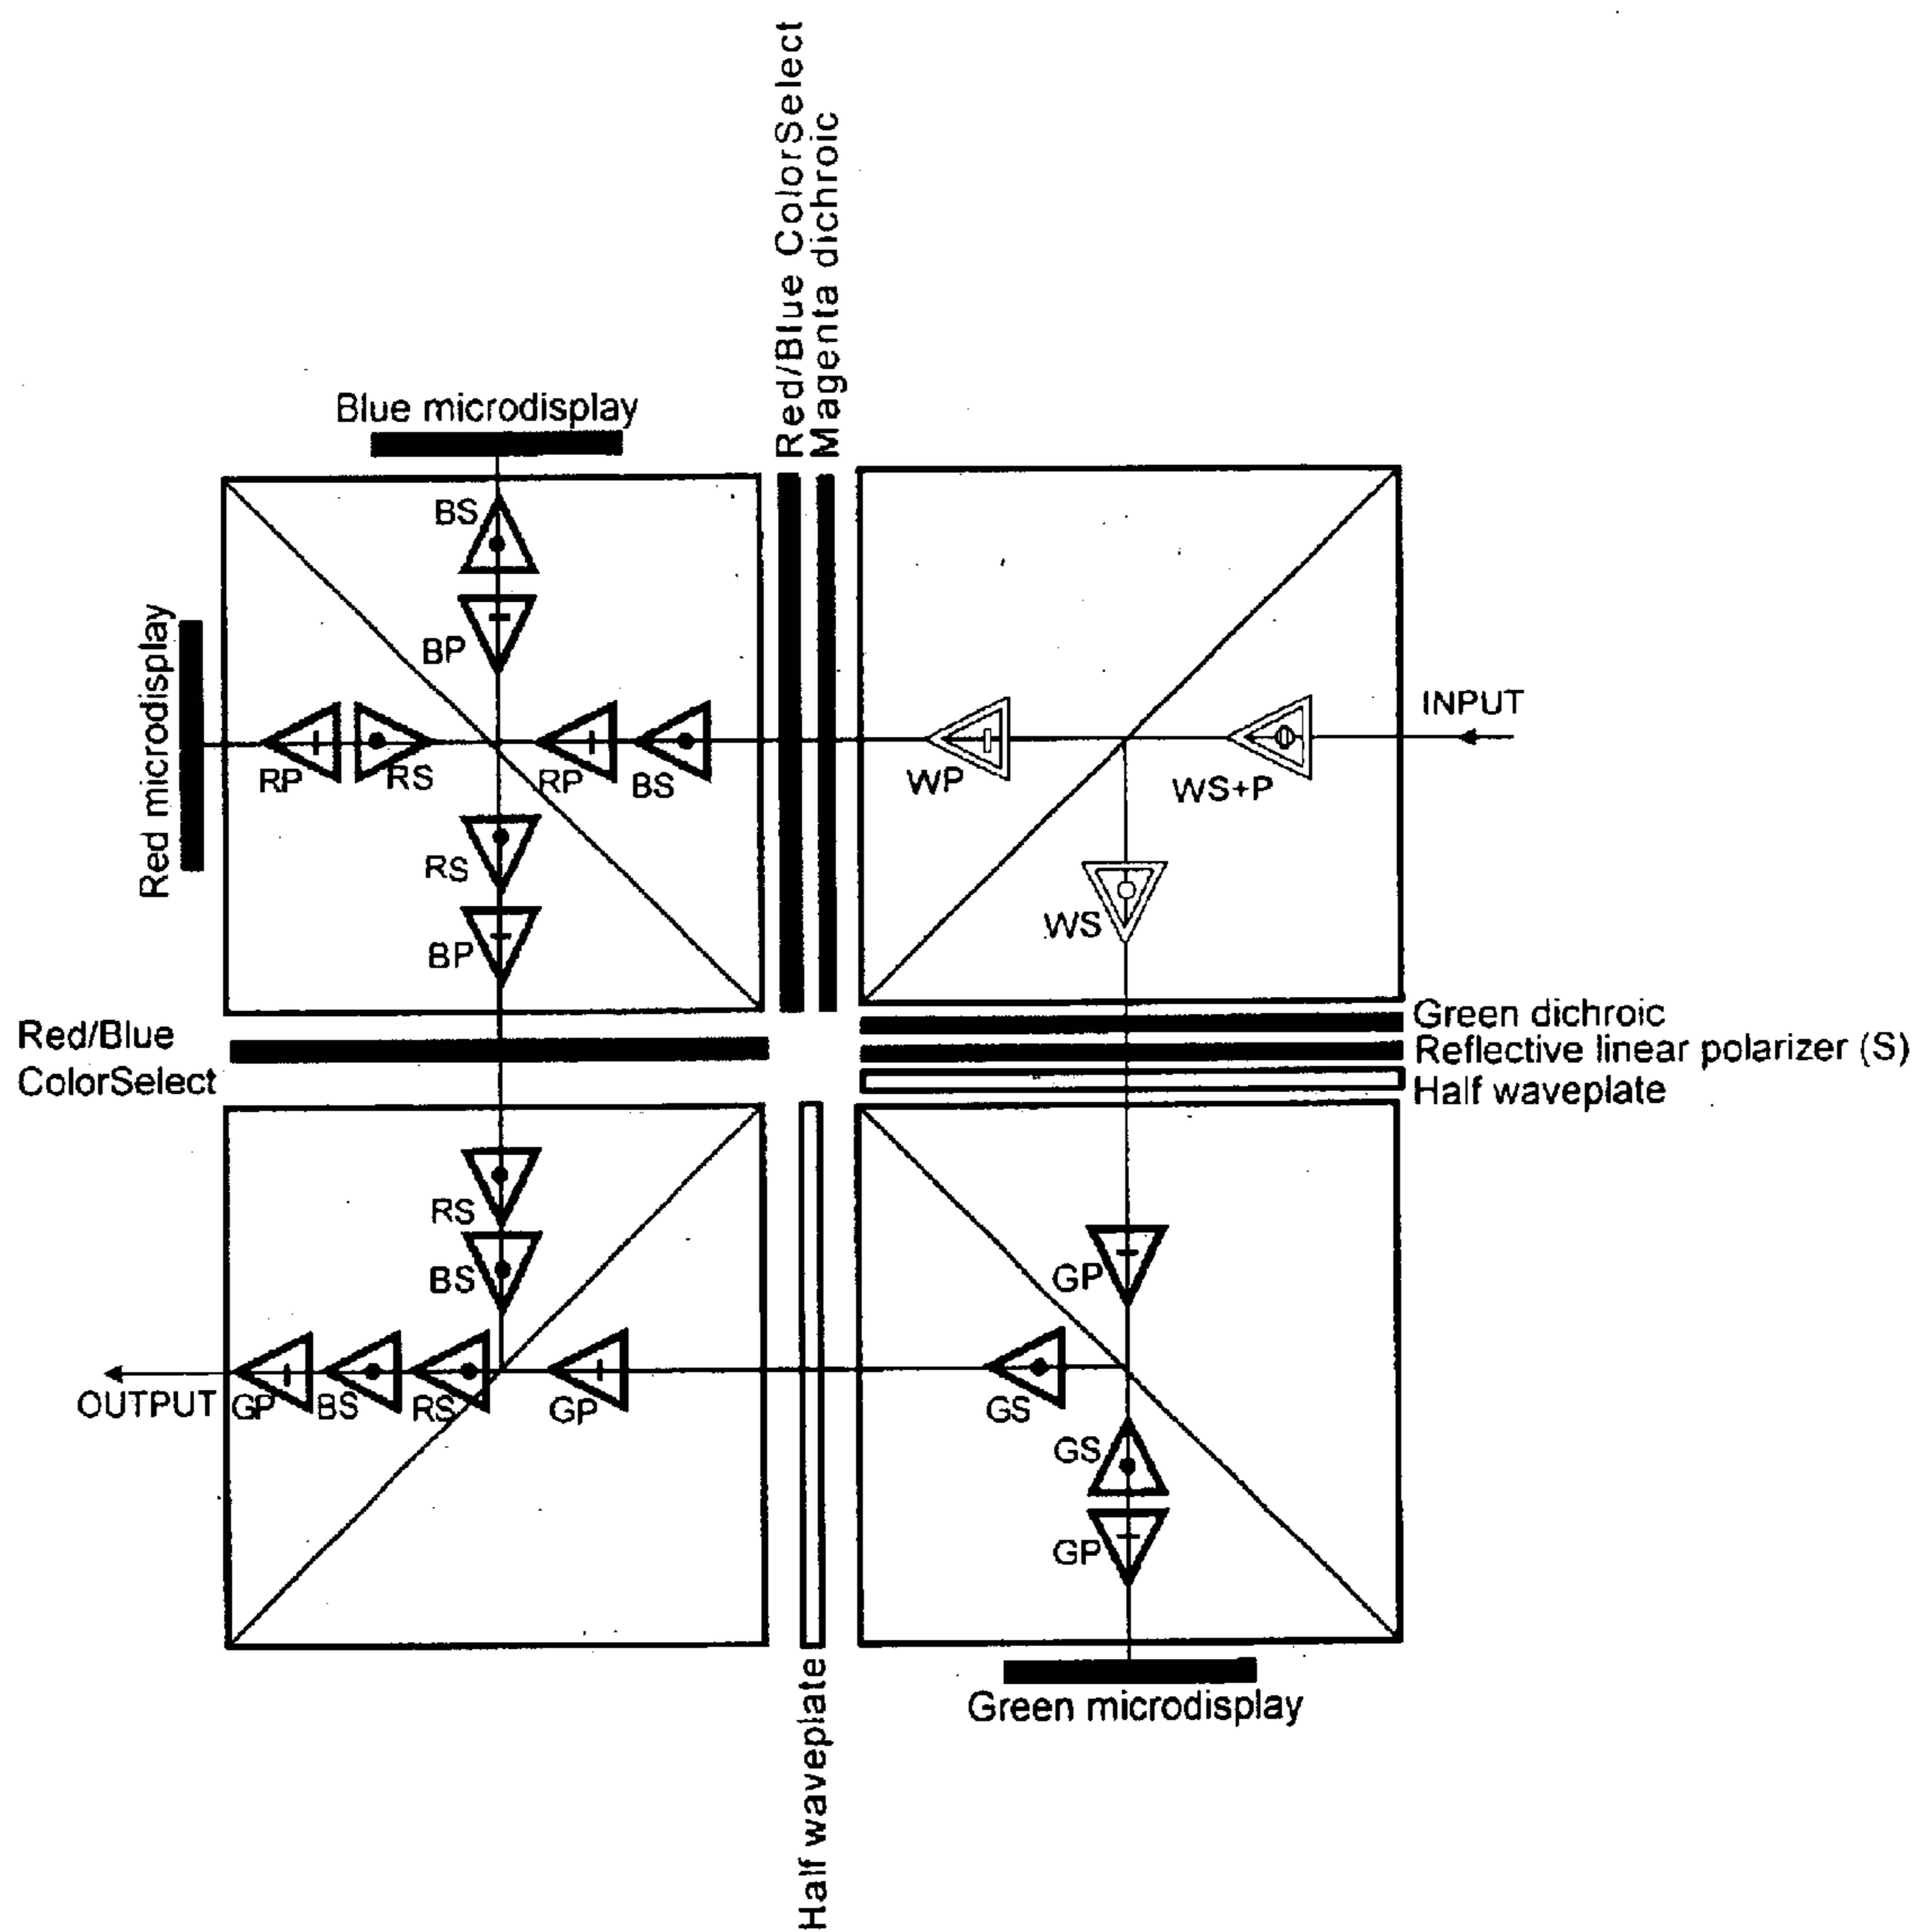 Red/Blue ColorSelect
Magenta dichroic
Blue microdisplay
Red microdisplay
BS
BP
RP
RS
RP
BS
RS
BP
WP
WS+P
INPUT
WS
Red/Blue
ColorSelect
Green dichroic
Reflective linear polarizer (S)
Half waveplate
RS
BS
GP
OUTPUT
GP
BS
RS
GP
GS
GS
GP
Half waveplate
Green microdisplay